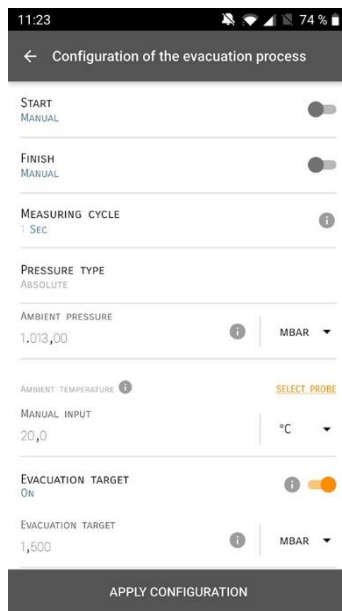 11:23 74 %
Configuration of the evacuation process
START
MANUAL
FINISH
MANUAL
MEASURING CYCLE
1 SEC
PRESSURE TYPE
ABSOLUTE
AMBIENT PRESSURE
1.013,00 MBAR
AMBIENT TEMPERATURE SELECT PROBE
MANUAL INPUT
20,0 °C
EVACUATION TARGET
ON
EVACUATION TARGET
1,500 MBAR
APPLY CONFIGURATION